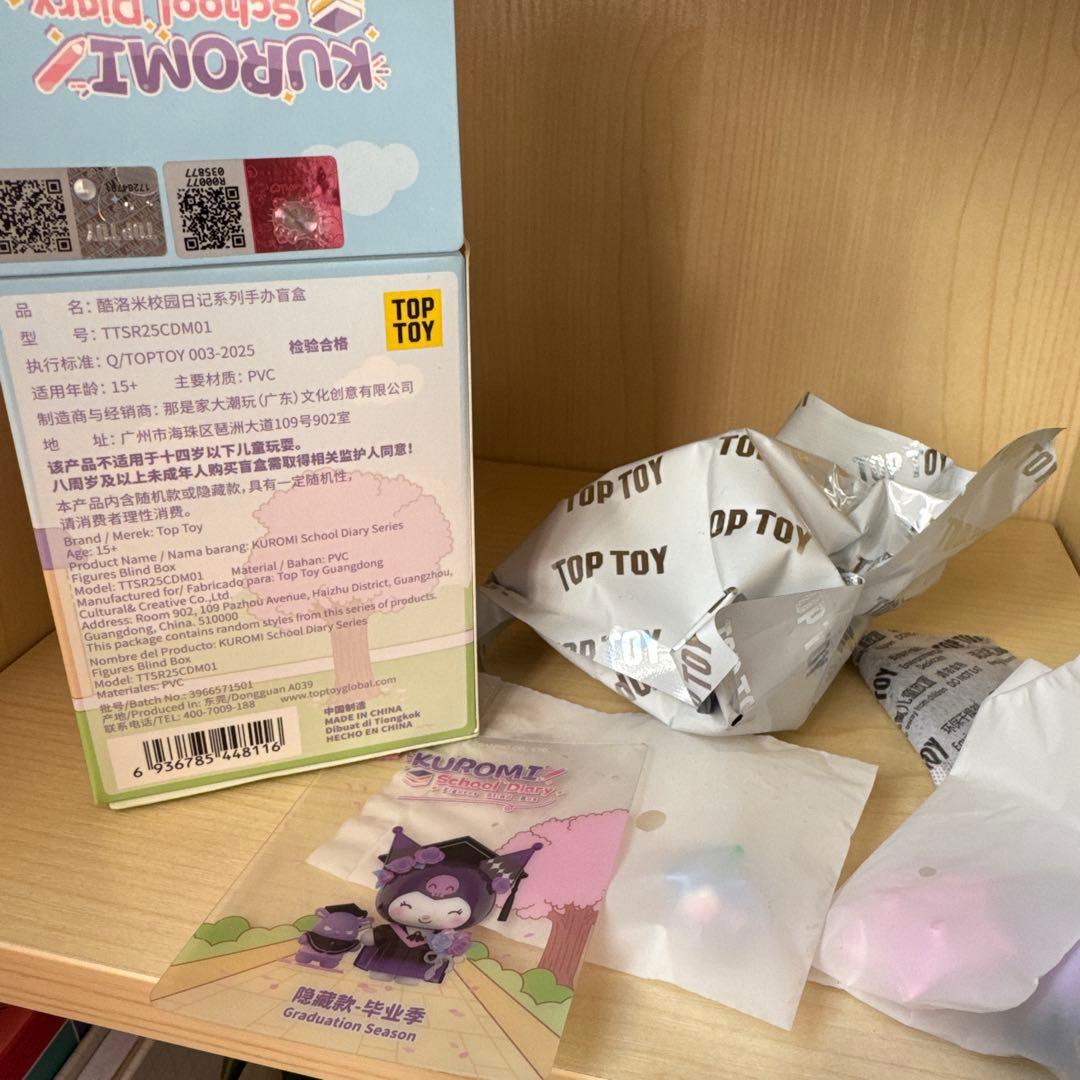 KUROMI
School Diary
17284703
TOP TOY
R00077
035877
品 名：酷洛米校园日记系列手办盲盒
型 号：TTSR25CDM01
执行标准：Q/TOPTOY 003-2025 检验合格
适用年龄：15+ 主要材质：PVC
制造商与经销商：那是家大潮玩（广东）文化创意有限公司
地 址：广州市海珠区琶洲大道109号902室
该产品不适用于十四岁以下儿童玩耍。
八周岁及以上未成年人购买盲盒需取得相关监护人同意！
本产品内含随机款或隐藏款，具有一定随机性，
请消费者理性消费。
Brand / Merek: Top Toy
Age: 15+
Product Name / Nama barang: KUROMI School Diary Series
Figures Blind Box
Model: TTSR25CDM01 Material / Bahan: PVC
Manufactured for/ Fabricado para: Top Toy Guangdong
Cultural& Creative Co.,Ltd
Address: Room 902, 109 Pazhou Avenue, Haizhu District, Guangzhou,
Guangdong, China. 510000
This package contains random styles from this series of products.
Nombre del Producto: KUROMI School Diary Series
Figures Blind Box
Model: TTSR25CDM01
Materiales: PVC
批号/Batch No.: 3966571501
产地/Produced in: 东莞/Dongguan A039
联系电话/TEL: 400-7009-188 www.toptoyglobal.com
中国制造
MADE IN CHINA
Dibuat di Tiongkok
HECHO EN CHINA
6 936785 448116
TOP
TOY
TOP TOY
TOP TOY
TOP TOY
OP TOY
TOP TOY
KUROMI
School Diary
隐藏款-毕业季
Graduation Season